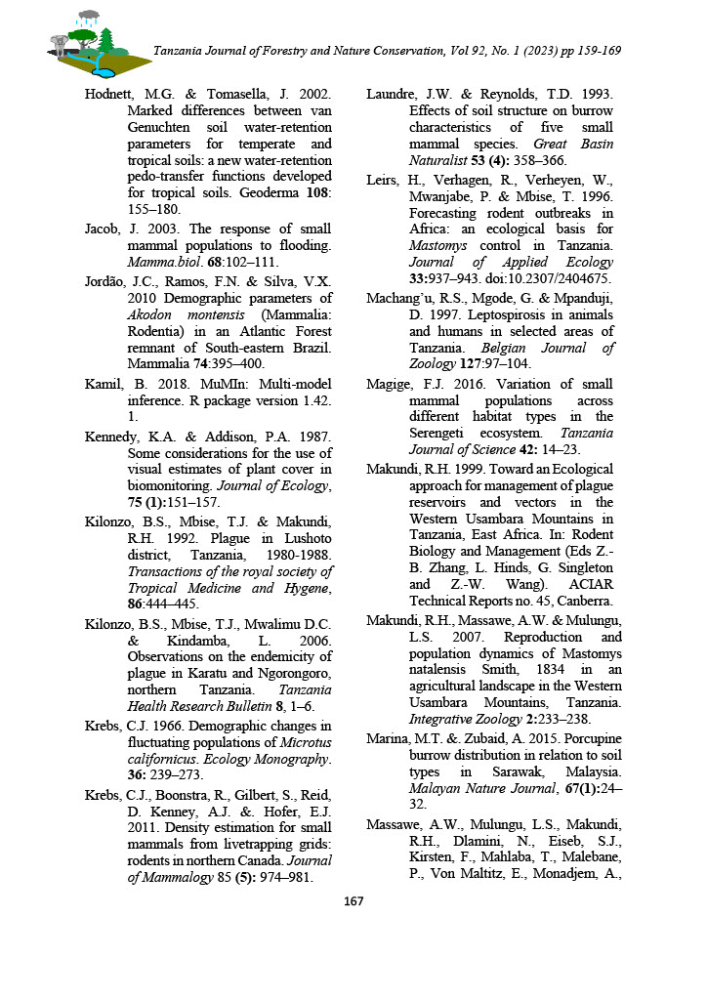 Tanzania Journal of Forestry and Nature Conservation, Vol 92, No. 1 (2023) pp 159-169
Hodnett, M.G. & Tomasella, J. 2002.
Marked differences between van
Genuchten soil water-retention
parameters for temperate and
tropical soils: a new water-retention
pedo-transfer functions developed
for tropical soils. Geoderma 108:
155–180.
Jacob, J. 2003. The response of small
mammal populations to flooding.
Mamma.biol. 68:102–111.
Jordão, J.C., Ramos, F.N. & Silva, V.X.
2010 Demographic parameters of
Akodon montensis (Mammalia:
Rodentia) in an Atlantic Forest
remnant of South-eastern Brazil.
Mammalia 74:395–400.
Kamil, B. 2018. MuMIn: Multi-model
inference. R package version 1.42.
1.
Kennedy, K.A. & Addison, P.A. 1987.
Some considerations for the use of
visual estimates of plant cover in
biomonitoring. Journal of Ecology,
75 (1):151–157.
Kilonzo, B.S., Mbise, T.J. & Makundi,
R.H. 1992. Plague in Lushoto
district, Tanzania, 1980-1988.
Transactions of the royal society of
Tropical Medicine and Hygene,
86:444–445.
Kilonzo, B.S., Mbise, T.J., Mwalimu D.C.
& Kindamba, L. 2006.
Observations on the endemicity of
plague in Karatu and Ngorongoro,
northern Tanzania. Tanzania
Health Research Bulletin 8, 1–6.
Krebs, C.J. 1966. Demographic changes in
fluctuating populations of Microtus
californicus. Ecology Monography.
36: 239–273.
Krebs, C.J., Boonstra, R., Gilbert, S., Reid,
D. Kenney, A.J. &. Hofer, E.J.
2011. Density estimation for small
mammals from livetrapping grids:
rodents in northern Canada. Journal
of Mammalogy 85 (5): 974–981.
Laundre, J.W. & Reynolds, T.D. 1993.
Effects of soil structure on burrow
characteristics of five small
mammal species. Great Basin
Naturalist 53 (4): 358–366.
Leirs, H., Verhagen, R., Verheyen, W.,
Mwanjabe, P. & Mbise, T. 1996.
Forecasting rodent outbreaks in
Africa: an ecological basis for
Mastomys control in Tanzania.
Journal of Applied Ecology
33:937–943. doi:10.2307/2404675.
Machang’u, R.S., Mgode, G. & Mpanduji,
D. 1997. Leptospirosis in animals
and humans in selected areas of
Tanzania. Belgian Journal of
Zoology 127:97–104.
Magige, F.J. 2016. Variation of small
mammal populations across
different habitat types in the
Serengeti ecosystem. Tanzania
Journal of Science 42: 14–23.
Makundi, R.H. 1999. Toward an Ecological
approach for management of plague
reservoirs and vectors in the
Western Usambara Mountains in
Tanzania, East Africa. In: Rodent
Biology and Management (Eds Z.-
B. Zhang, L. Hinds, G. Singleton
and Z.-W. Wang). ACIAR
Technical Reports no. 45, Canberra.
Makundi, R.H., Massawe, A.W. & Mulungu,
L.S. 2007. Reproduction and
population dynamics of Mastomys
natalensis Smith, 1834 in an
agricultural landscape in the Western
Usambara Mountains, Tanzania.
Integrative Zoology 2:233–238.
Marina, M.T. &. Zubaid, A. 2015. Porcupine
burrow distribution in relation to soil
types in Sarawak, Malaysia.
Malayan Nature Journal, 67(1):24–
32.
Massawe, A.W., Mulungu, L.S., Makundi,
R.H., Dlamini, N., Eiseb, S.J.,
Kirsten, F., Mahlaba, T., Malebane,
P., Von Maltitz, E., Monadjem, A.,
167